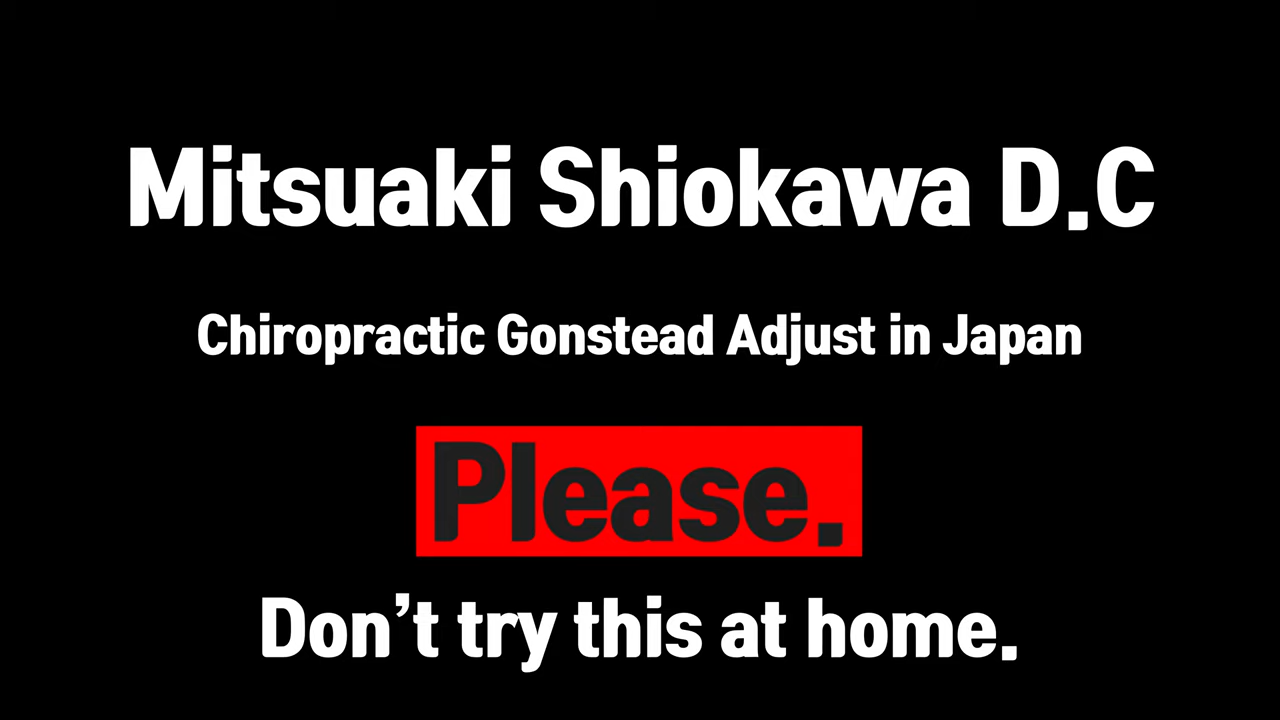 Mitsuaki Shiokawa D.C
Chiropractic Gonstead Adjust in Japan
Please.
Don’t try this at home.